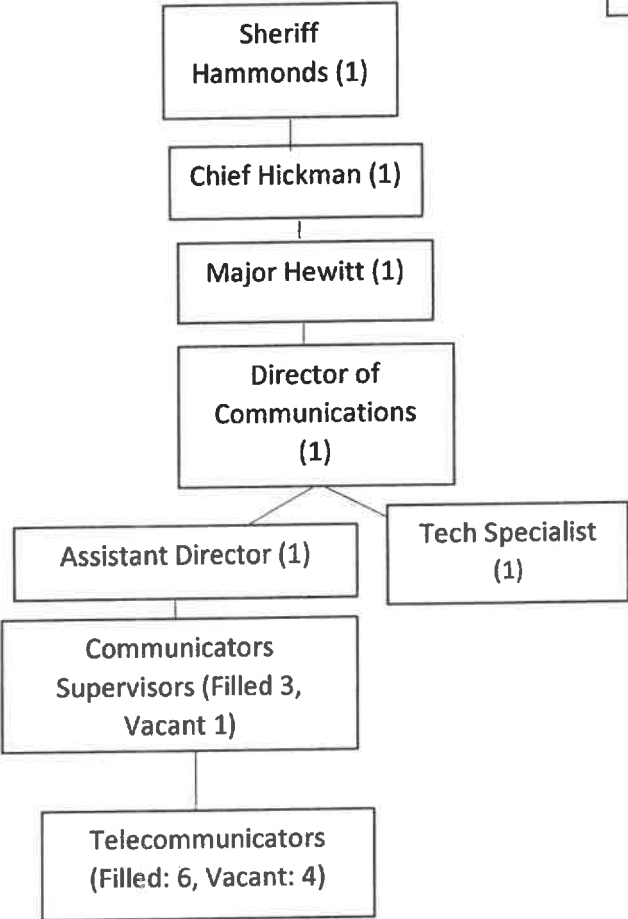 Sheriff
Hammonds (1)
Chief Hickman (1)
Major Hewitt (1)
Director of
Communications
(1)
Assistant Director (1)
Tech Specialist
(1)
Communicators
Supervisors (Filled 3,
Vacant 1)
Telecommunicators
(Filled: 6, Vacant: 4)